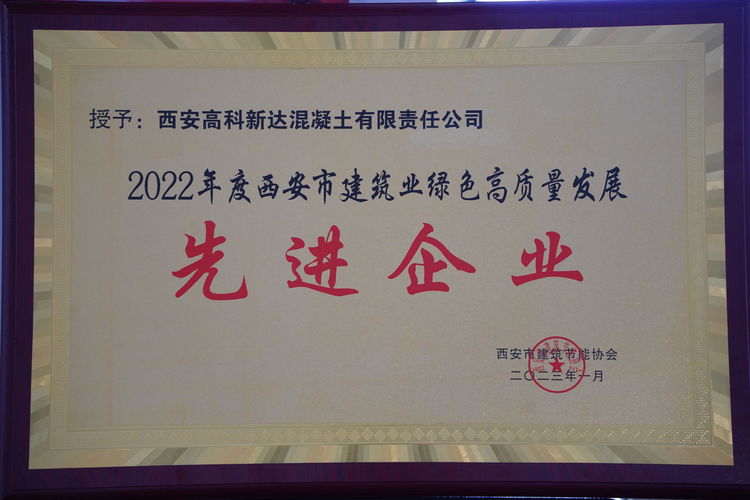 授予：西安高科新达混凝土有限责任公司
2022年度西安市建筑业绿色高质量发展
先进企业
西安市建筑节能协会
二〇二三年一月